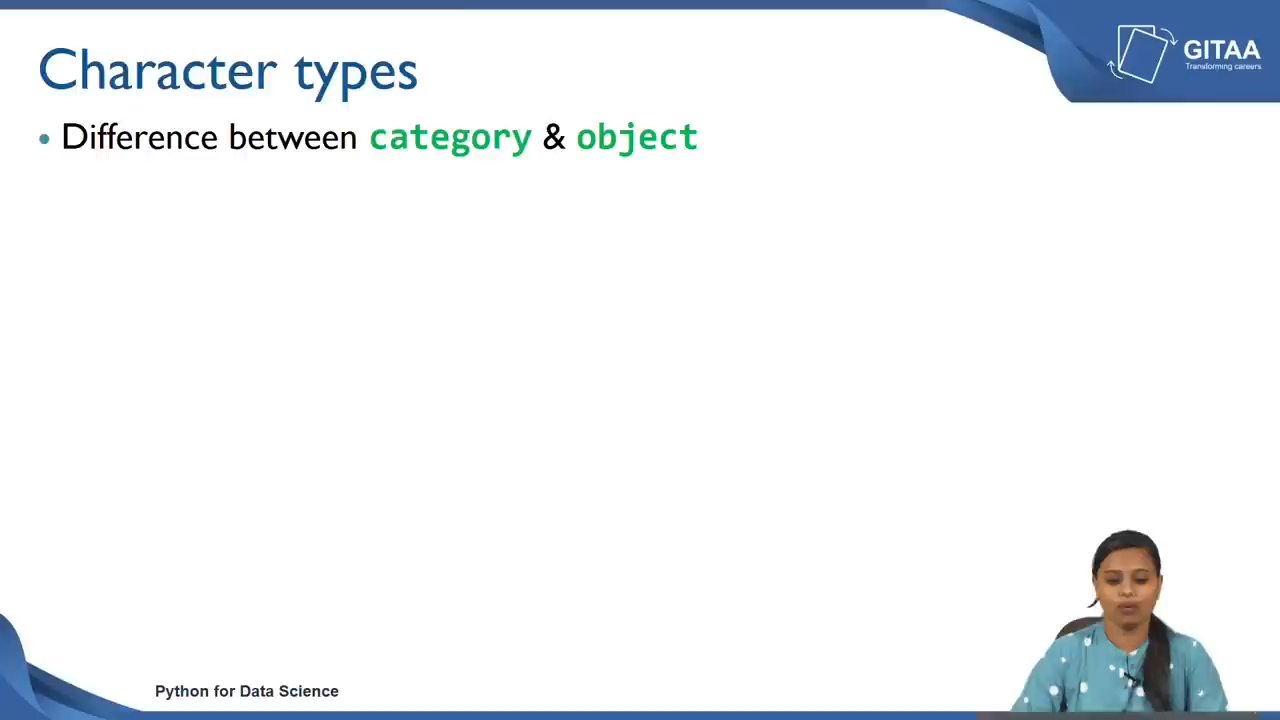 Character types
GITAA
Transforming careers
• Difference between category & object
Python for Data Science